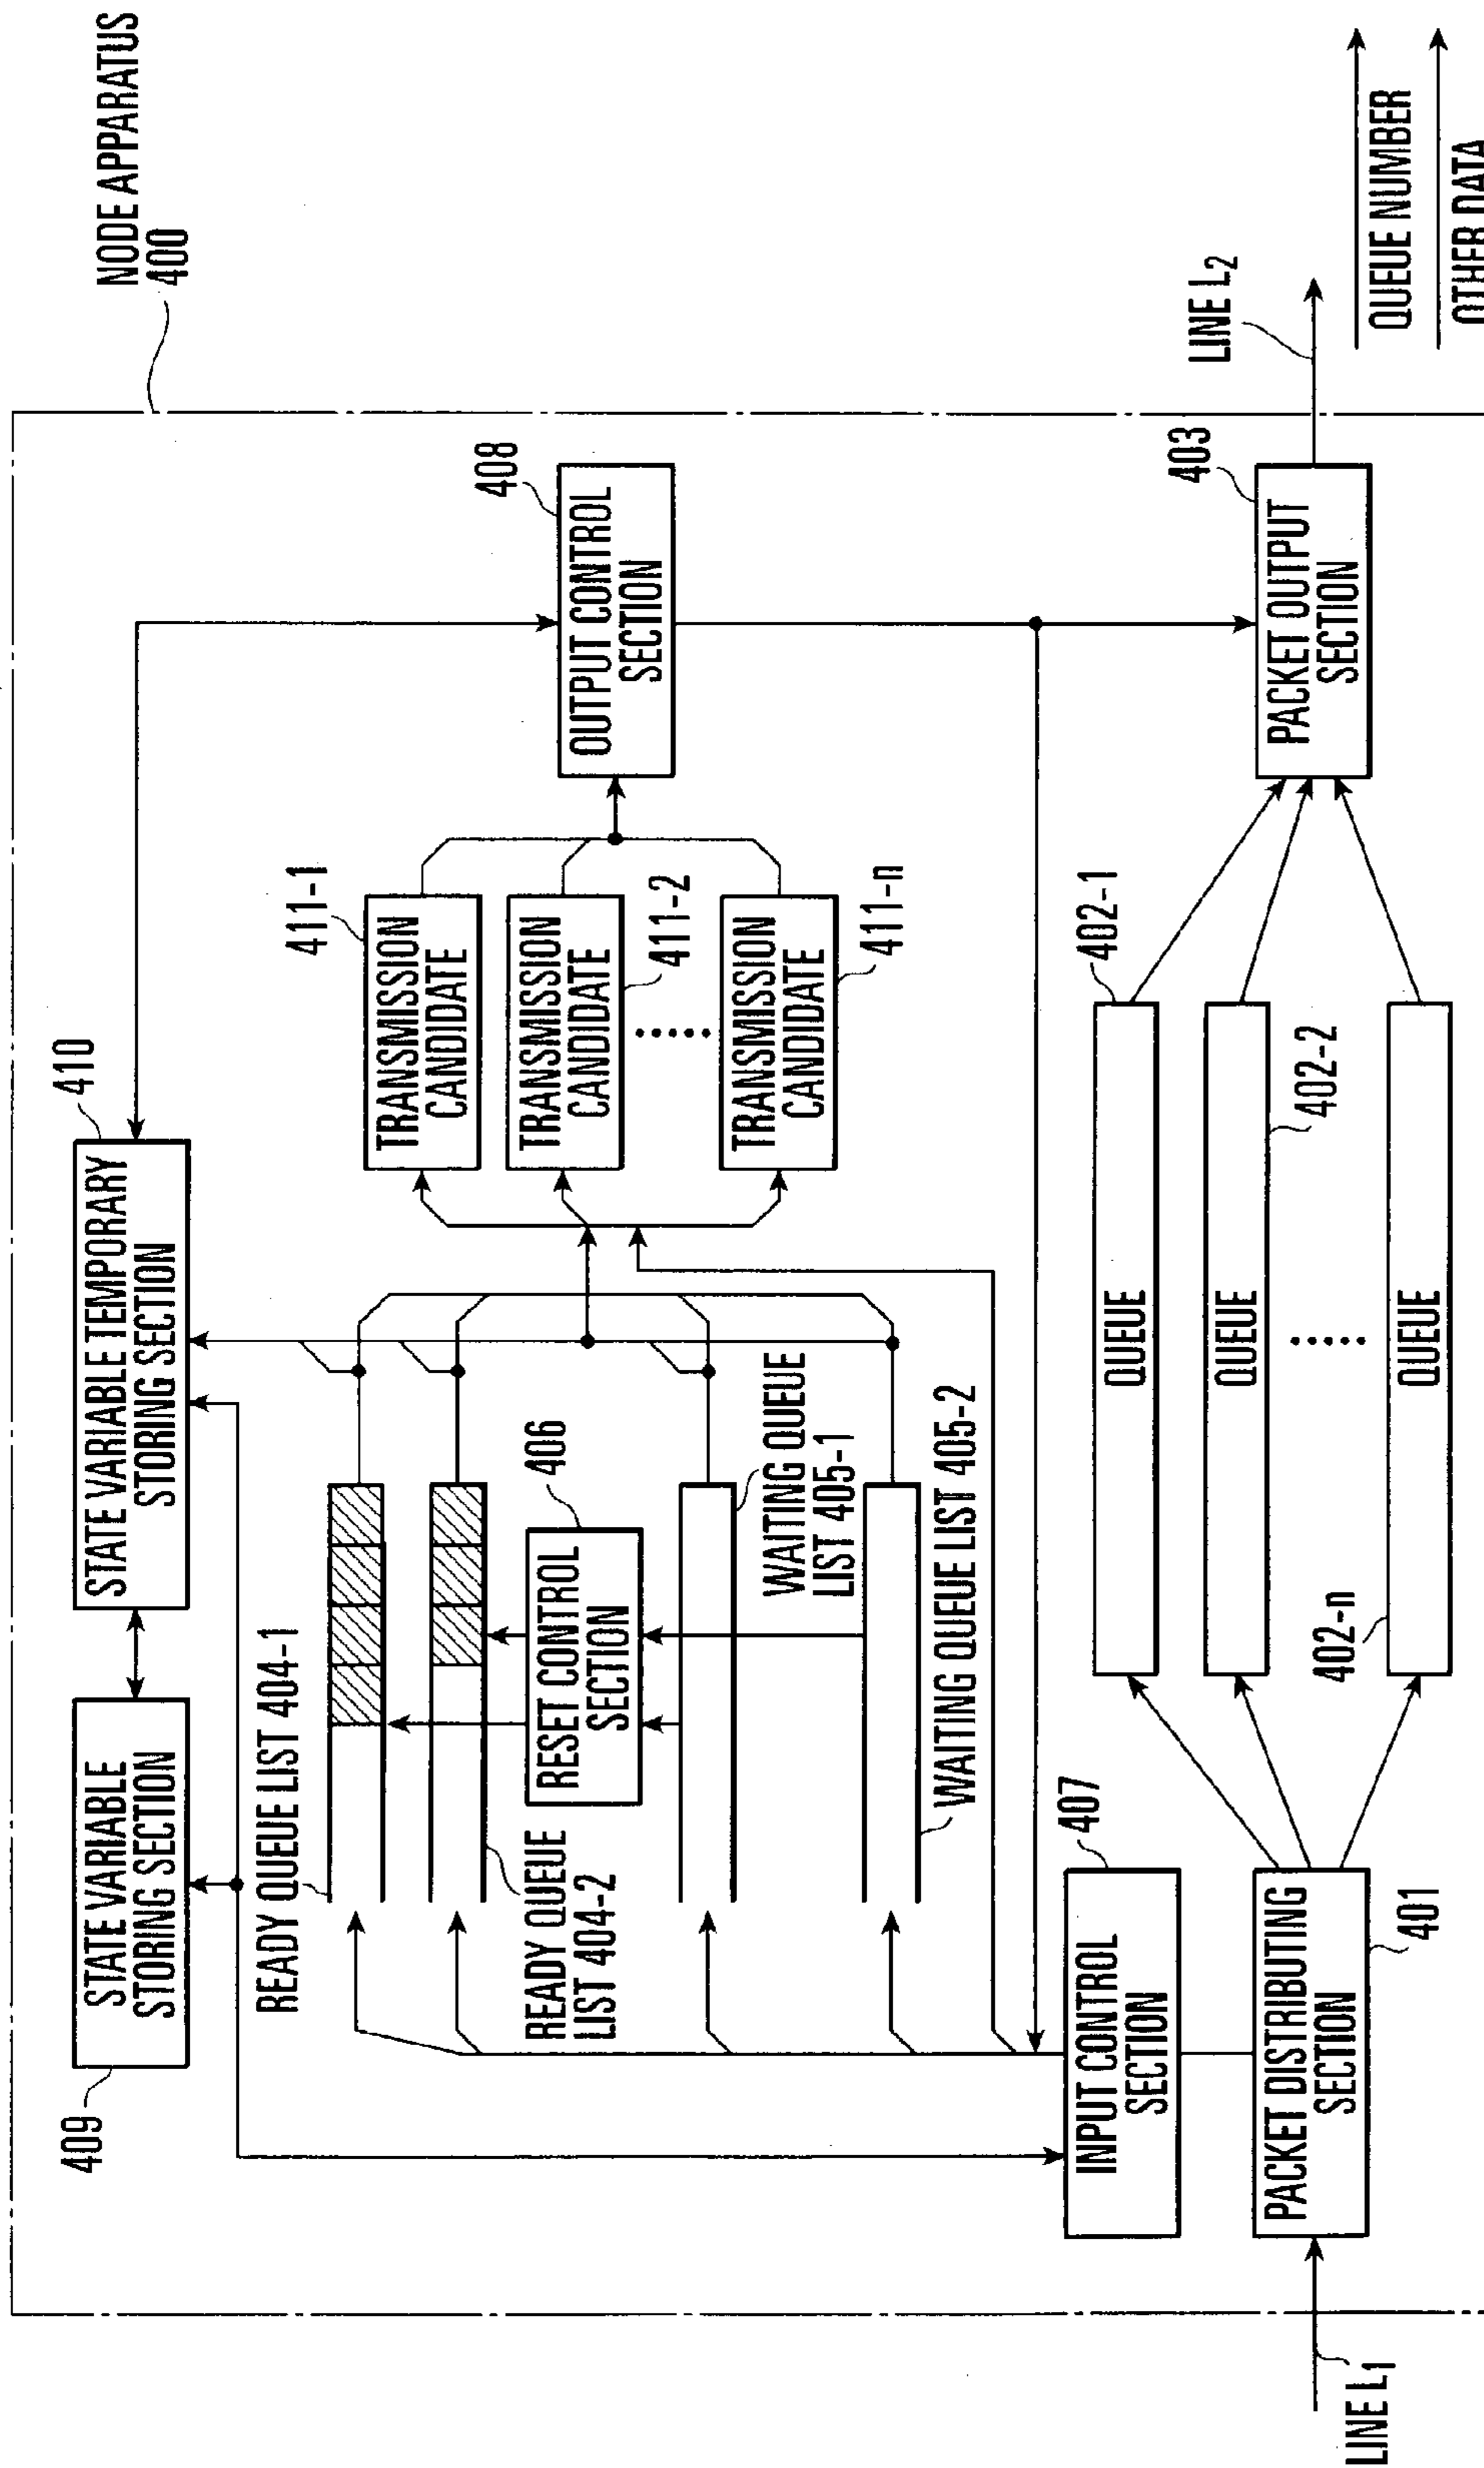 NODE APPARATUS
400
409
STATE VARIABLE
STORING SECTION
410
STATE VARIABLE TEMPORARY
STORING SECTION
READY QUEUE LIST 404-1
READY QUEUE
LIST 404-2
406
RESET CONTROL
SECTION
WAITING QUEUE
LIST 405-1
WAITING QUEUE LIST 405-2
411-1
TRANSMISSION
CANDIDATE
TRANSMISSION
CANDIDATE
411-2
TRANSMISSION
CANDIDATE
411-n
408
OUTPUT CONTROL
SECTION
407
INPUT CONTROL
SECTION
PACKET DISTRIBUTING
SECTION
401
LINE L1
QUEUE
402-1
QUEUE
402-2
QUEUE
402-n
403
PACKET OUTPUT
SECTION
LINE L2
QUEUE NUMBER
OTHER DATA